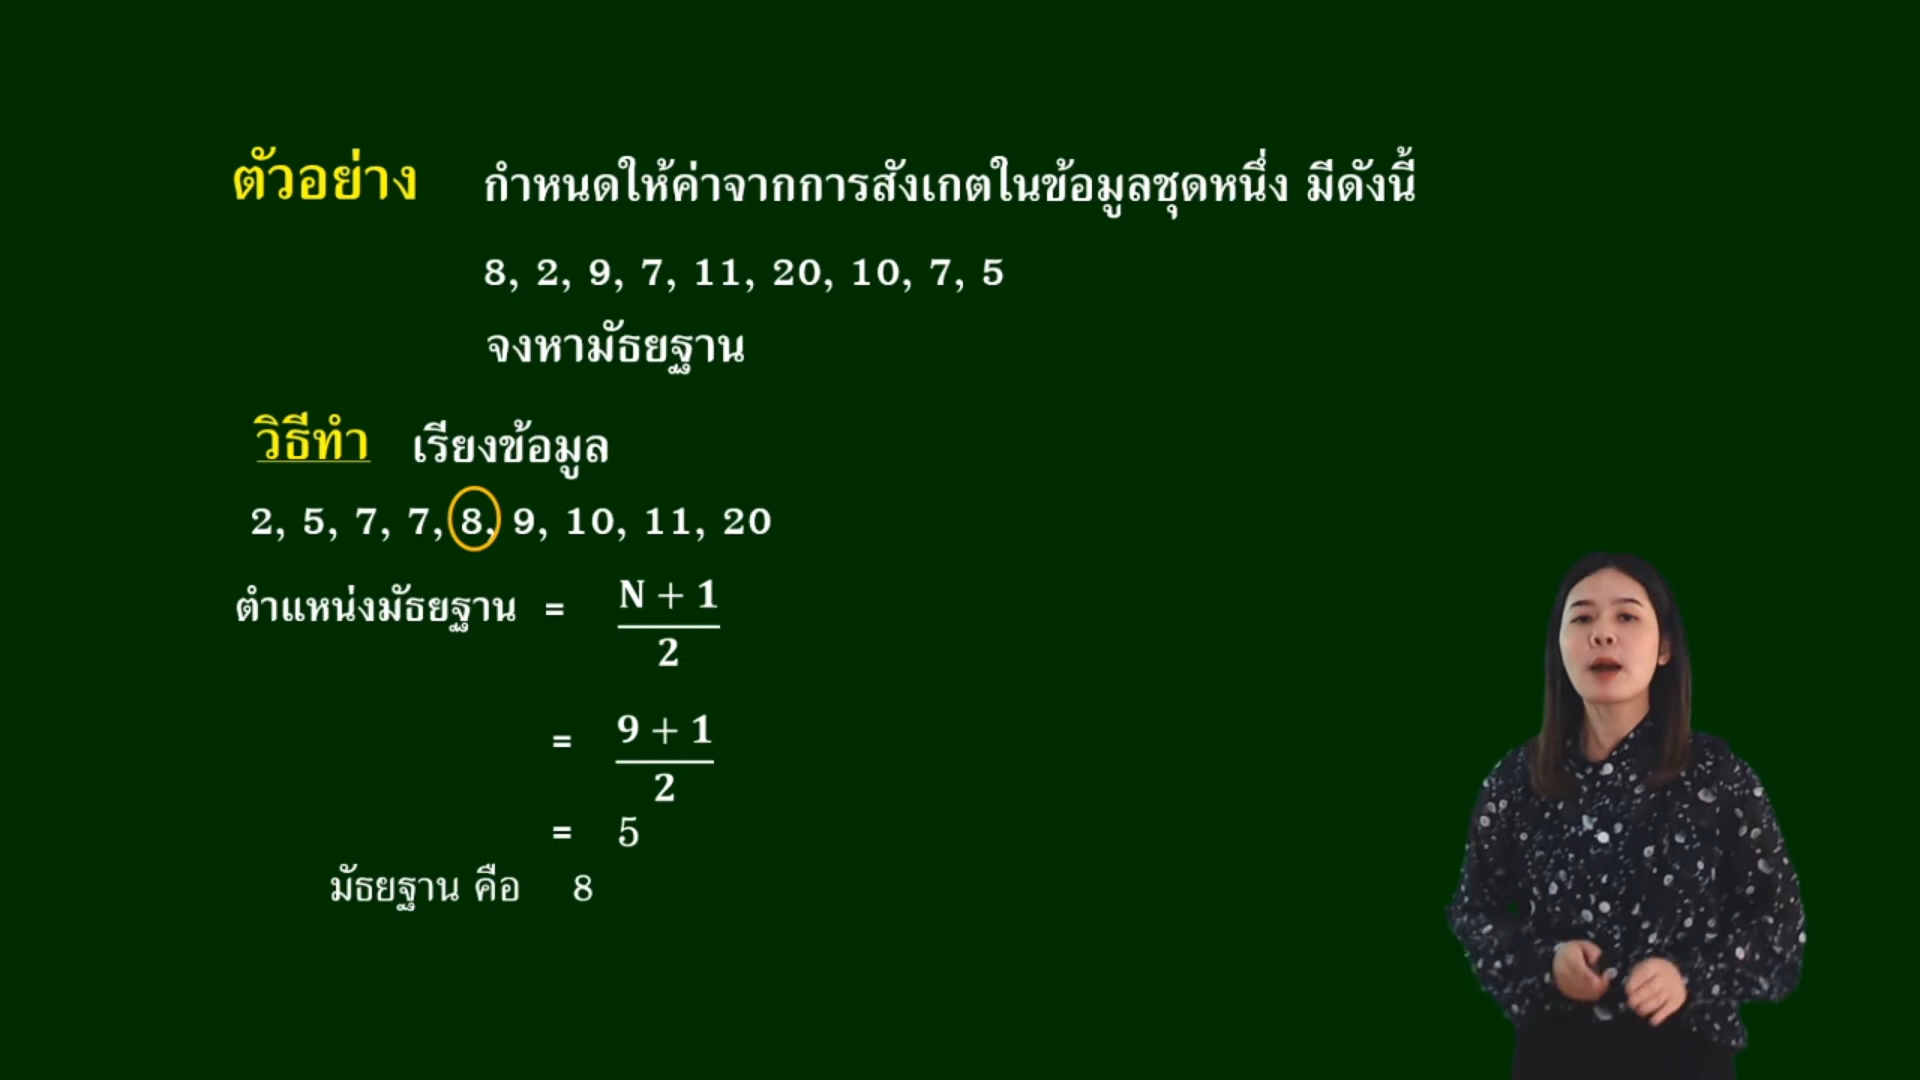 ตัวอย่าง กำหนดให้ค่าจากการสังเกตในข้อมูลชุดหนึ่ง มีดังนี้
8, 2, 9, 7, 11, 20, 10, 7, 5
จงหามัธยฐาน
วิธีทำ เรียงข้อมูล
2, 5, 7, 7, 8, 9, 10, 11, 20
ตำแหน่งมัธยฐาน = N + 1
2
= 9 + 1
2
= 5
มัธยฐาน คือ 8